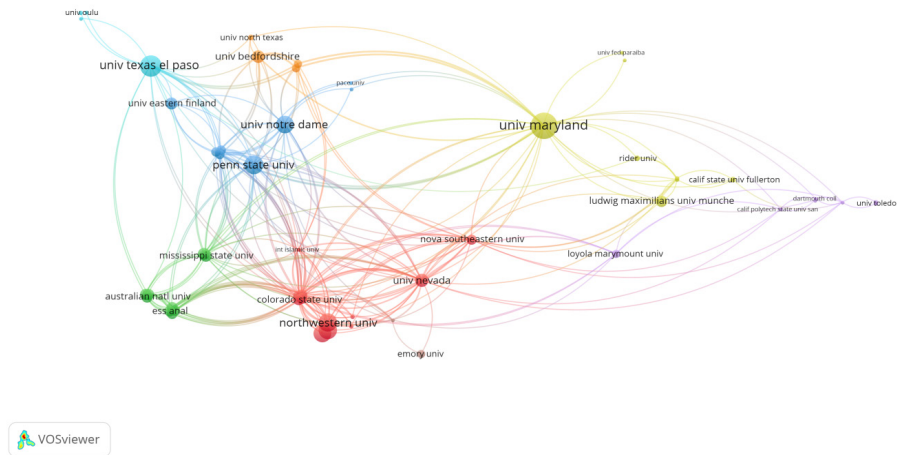 univ oulu
univ north texas
univ bedfordshire
univ texas el paso
univ fed paraiba
pace univ
univ eastern finland
univ notre dame
univ maryland
penn state univ
rider univ
calif state univ fullerton
ludwig maximilians univ munche
dartmouth coll
univ toledo
calif polytech state univ san
nova southeastern univ
int islamic univ
mississippi state univ
loyola marymount univ
univ nevada
australian natl univ
colorado state univ
ess anal
northwestern univ
emory univ
VOSviewer